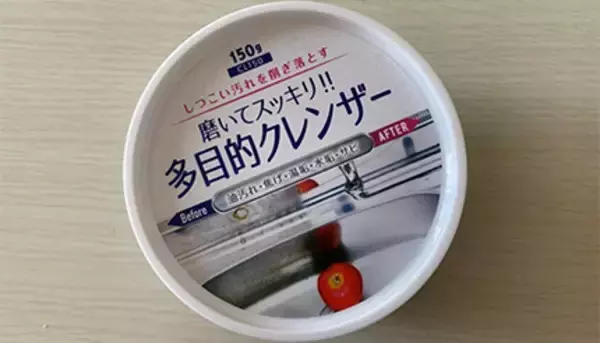 150g
CL150
しつこい汚れを削ぎ落とす
磨いてスッキリ!!
多目的クレンザー
油汚れ・焦げ・湯垢・水垢・サビ
Before
AFTER